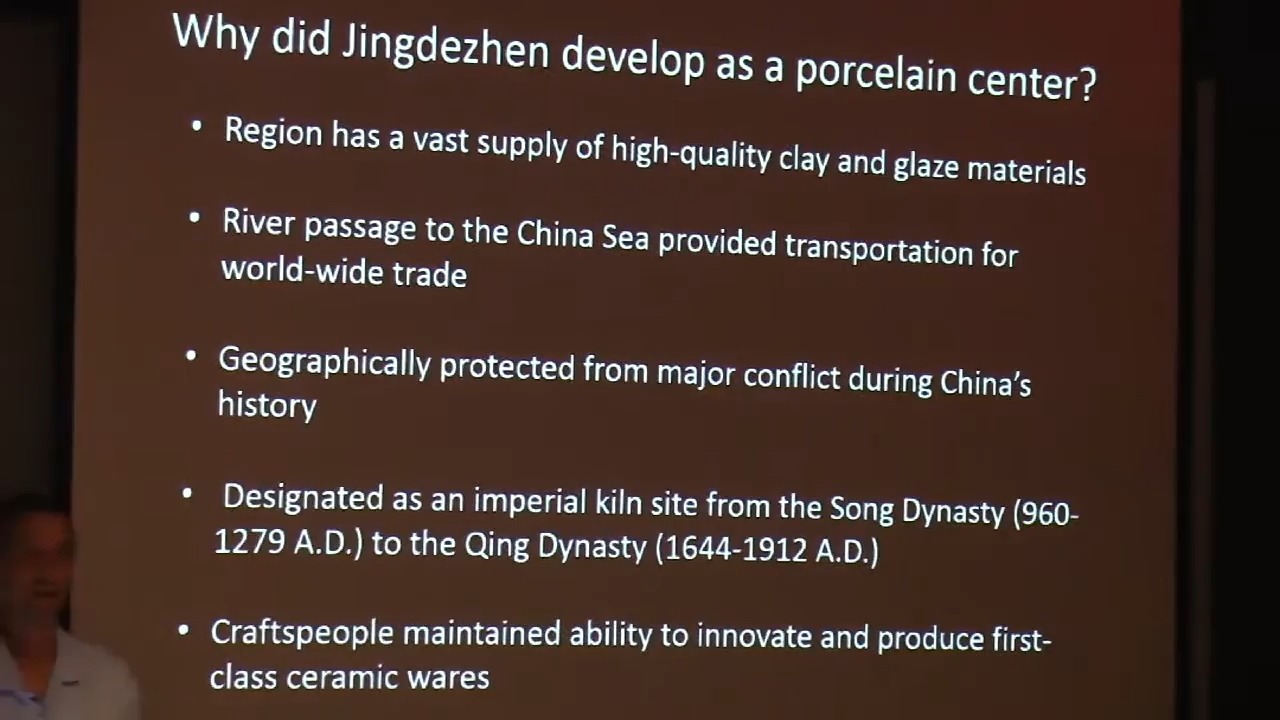 Why did Jingdezhen develop as a porcelain center?
• Region has a vast supply of high-quality clay and glaze materials
• River passage to the China Sea provided transportation for
world-wide trade
• Geographically protected from major conflict during China's
history
• Designated as an imperial kiln site from the Song Dynasty (960-
1279 A.D.) to the Qing Dynasty (1644-1912 A.D.)
• Craftspeople maintained ability to innovate and produce first-
class ceramic wares